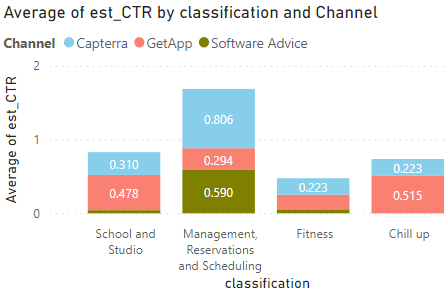 Average of est_CTR by classification and Channel
Channel Capterra GetApp Software Advice
Average of est_CTR
2
1
0
0.310
0.478
0.806
0.294
0.590
0.223
0.223
0.515
School and
Studio
Management,
Reservations
and Scheduling
Fitness
Chill up
classification